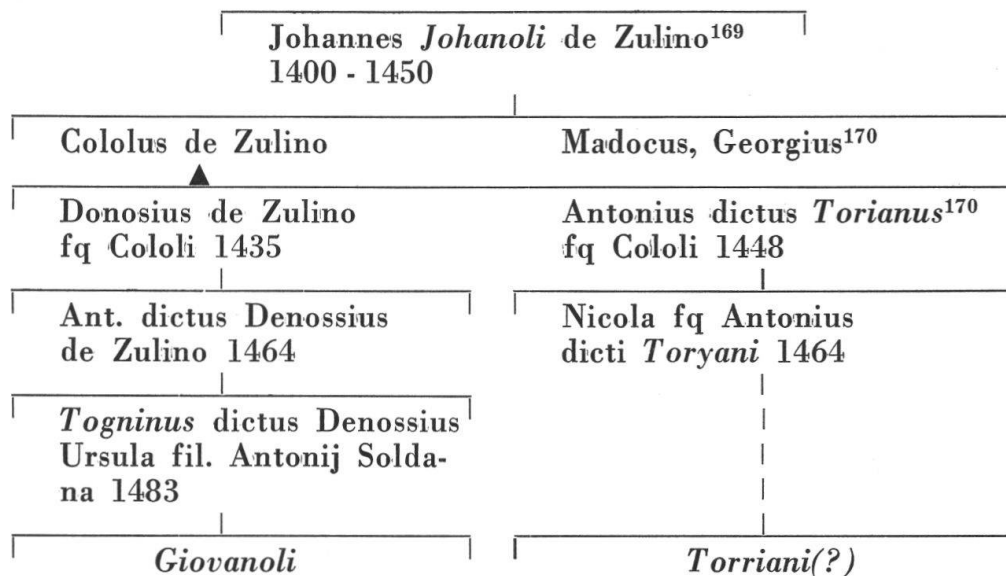 Johannes Johanoli de Zulino169
1400 - 1450
Cololus de Zulino
Madocus, Georgius170
Donosius de Zulino
fq Cololi 1435
Antonius dictus Torianus170
fq Cololi 1448
Ant. dictus Denossius
de Zulino 1464
Nicola fq Antonius
dicti Toryani 1464
Togninus dictus Denossius
Ursula fil. Antonij Solda-
na 1483
Giovanoli
Torriani(?)